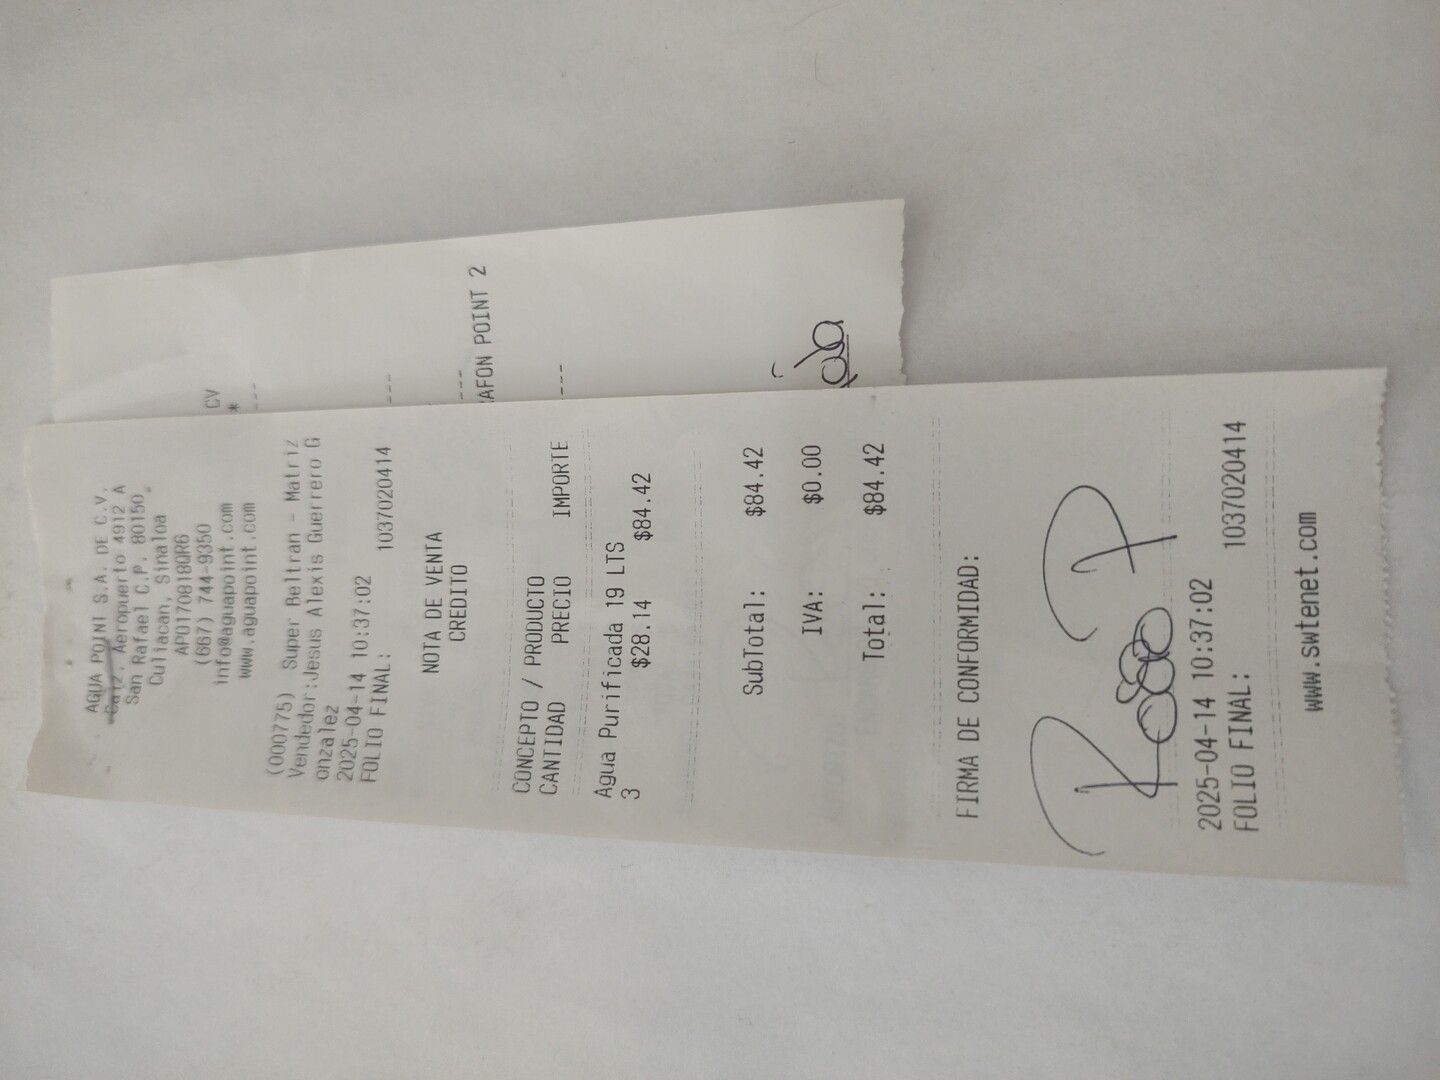 AGUA POINT S.A. DE C.V.
Calz. Aeropuerto 4912 A
San Rafael C.P. 80150,
Culiacan, Sinaloa
APO170818QR6
(667) 744-9350
info@aguapoint.com
www.aguapoint.com
(000775) Super Beltran - Matriz
Vendedor:Jesus Alexis Guerrero G
onzalez
2025-04-14 10:37:02
FOLIO FINAL: 1037020414
NOTA DE VENTA
CREDITO
CONCEPTO / PRODUCTO
CANTIDAD PRECIO IMPORTE
Agua Purificada 19 LTS
3 $28.14 $84.42
SubTotal: $84.42
IVA: $0.00
Total: $84.42
FIRMA DE CONFORMIDAD:
2025-04-14 10:37:02
FOLIO FINAL: 1037020414
www.swtenet.com
CV
*
---
---
---
AFON POINT 2
---